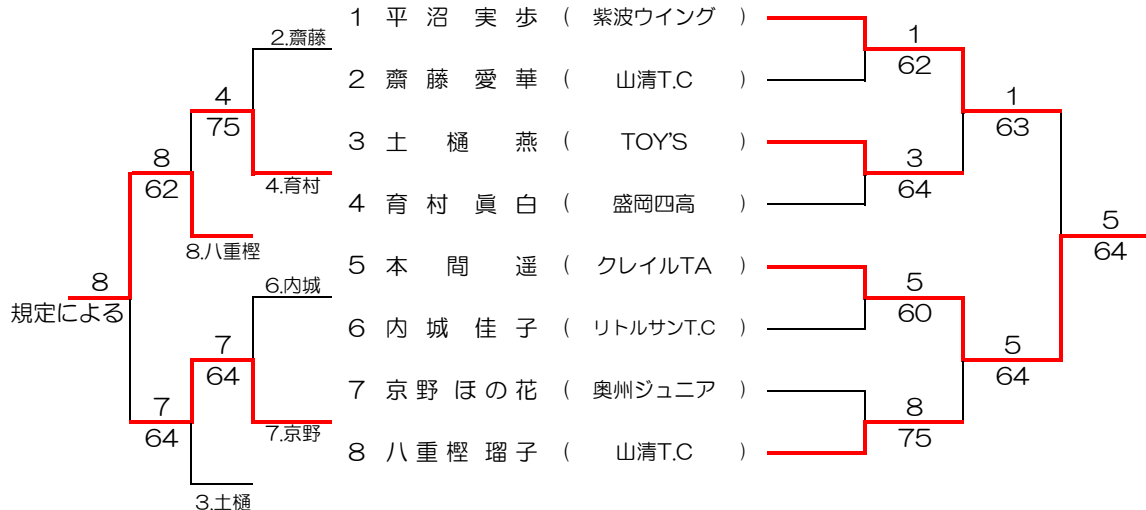 1 平沼 実歩 ( 紫波ウイング )
2 齋藤愛華 ( 山清T.C )
3 土樋 燕 ( TOY'S )
4 育村 眞白 ( 盛岡四高 )
5 本間 遥 ( クレイルTA )
6 内城佳子 ( リトルサンT.C )
7 京野ほの花 ( 奥州ジュニア )
8 八重樫瑠子 ( 山清T.C )
2.齋藤
4
75
4.育村
8
62
8.八重樫
8
規定による
6.内城
7
64
7.京野
7
64
3.土樋
1
62
3
64
1
63
5
60
8
75
5
64
5
64